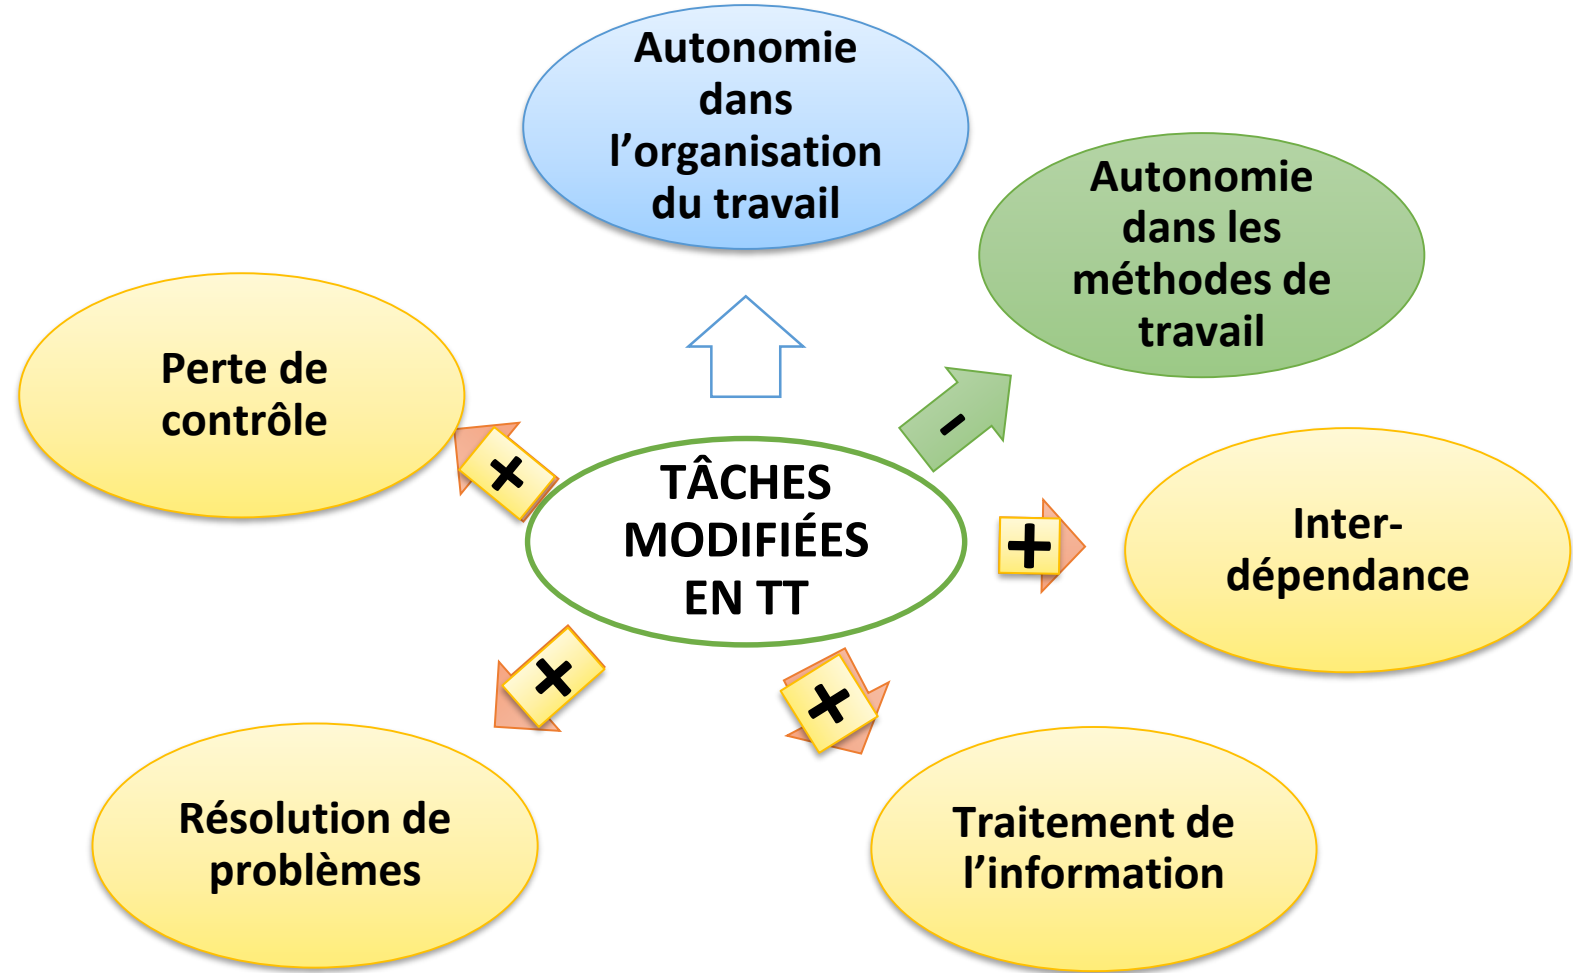 Autonomie
dans
l’organisation
du travail
Autonomie
dans les
méthodes de
travail
Perte de
contrôle
-
+
TÂCHES
MODIFIÉES
EN TT
+
Inter-
dépendance
+
+
Résolution de
problèmes
Traitement de
l’information